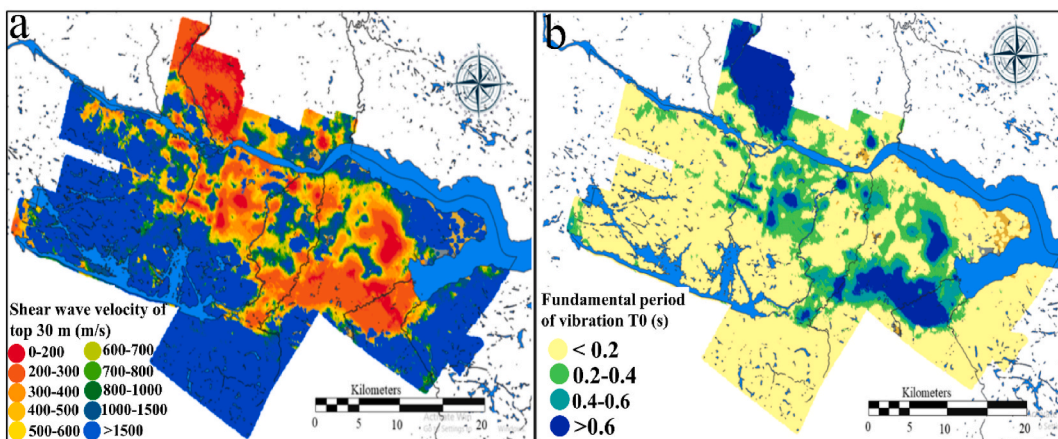 a
Shear wave velocity of
top 30 m (m/s)
0-200
200-300
300-400
400-500
500-600
600-700
700-800
800-1000
1000-1500
>1500
Kilometers
0
10
20
b
Fundamental period
of vibration T0 (s)
< 0.2
0.2-0.4
0.4-0.6
>0.6
Kilometers
0
10
20